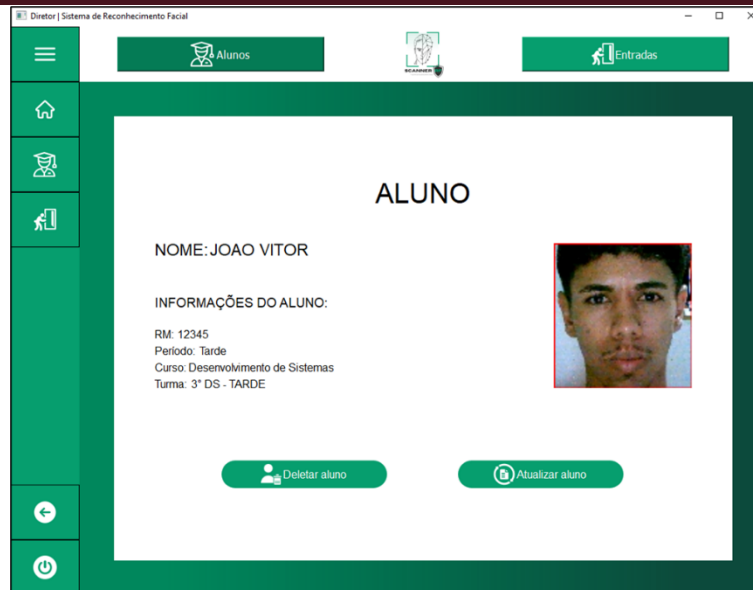 Diretor | Sistema de Reconhecimento Facial
Alunos
SCANNER
Entradas
ALUNO
NOME: JOAO VITOR
INFORMAÇÕES DO ALUNO:
RM: 12345
Período: Tarde
Curso: Desenvolvimento de Sistemas
Turma: 3° DS - TARDE
Deletar aluno
Atualizar aluno